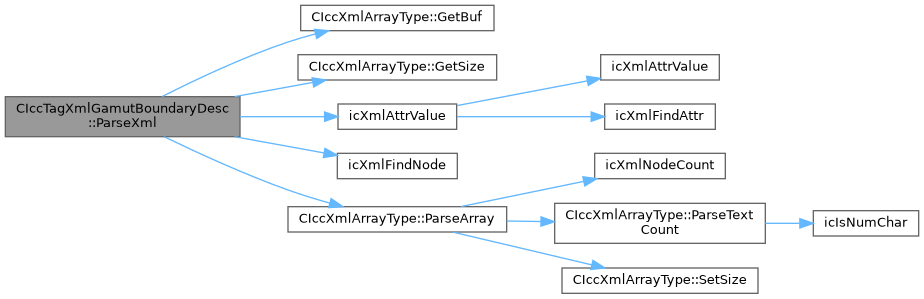 CIccTagXmlGamutBoundaryDesc
::ParseXml
CIccXmlArrayType::GetBuf
CIccXmlArrayType::GetSize
icXmlAttrValue
icXmlAttrValue
icXmlFindAttr
icXmlFindNode
CIccXmlArrayType::ParseArray
icXmlNodeCount
CIccXmlArrayType::ParseText
Count
icIsNumChar
CIccXmlArrayType::SetSize